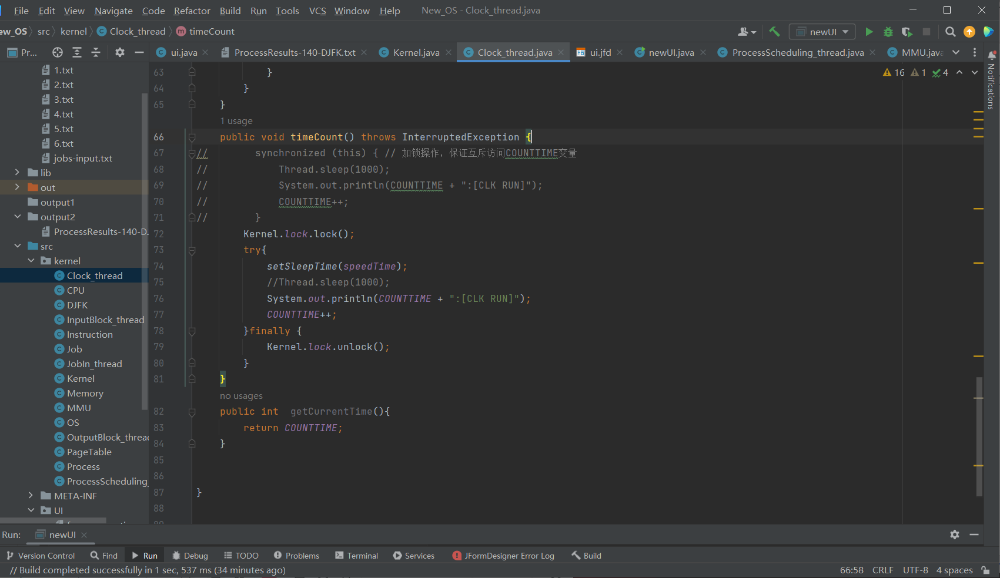 File Edit View Navigate Code Refactor Build Run Tools VCS Window Help New_OS - Clock_thread.java
ew_OS src kernel Clock_thread timeCount newUI
Pr... ui.java ProcessResults-140-DJFK.txt Kernel.java Clock_thread.java ui.jfd newUI.java ProcessScheduling_thread.java MMU.java
1.txt
2.txt
3.txt
4.txt
5.txt
6.txt
jobs-input.txt
lib
out
output1
output2
ProcessResults-140-D.
src
kernel
Clock_thread
CPU
DJFK
InputBlock_thread
Instruction
Job
JobIn_thread
Kernel
Memory
MMU
OS
OutputBlock_threa
PageTable
Process
ProcessScheduling_
META-INF
UI
16 1 4
Notifications
63 }
64 }
65 }
1 usage
66 public void timeCount() throws InterruptedException {
67 // synchronized (this) { // 加锁操作，保证互斥访问COUNTTIME变量
68 // Thread.sleep(1000);
69 // System.out.println(COUNTTIME + ":[CLK RUN]");
70 // COUNTTIME++;
71 // }
72 Kernel.lock.lock();
73 try{
74 setSleepTime(speedTime);
75 //Thread.sleep(1000);
76 System.out.println(COUNTTIME + ":[CLK RUN]");
77 COUNTTIME++;
78 }finally {
79 Kernel.lock.unlock();
80 }
81 }
no usages
82 public int getCurrentTime(){
83 return COUNTTIME;
84 }
85
86
87 }
88
Run: newUI
Version Control Find Run Debug TODO Problems Terminal Services JFormDesigner Error Log Build
// Build completed successfully in 1 sec, 537 ms (34 minutes ago) 66:58 CRLF UTF-8 4 spaces